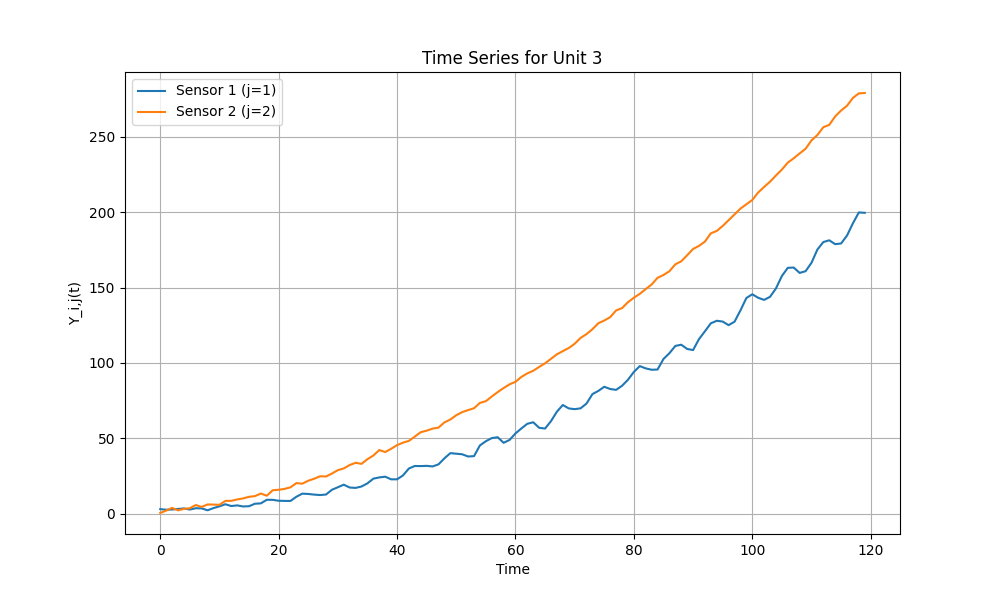 Time Series for Unit 3
Sensor 1 (j=1)
Sensor 2 (j=2)
Y_i,j(t)
250
200
150
100
50
0
0 20 40 60 80 100 120
Time